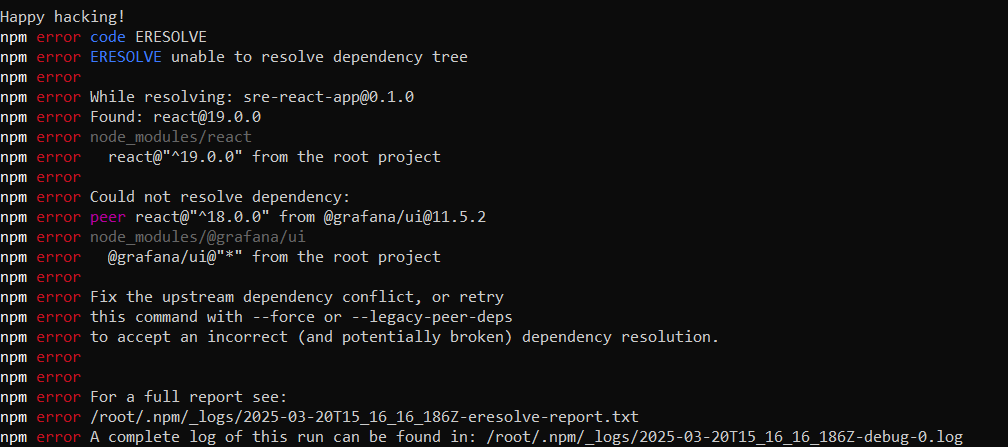 Happy hacking!
npm error code ERESOLVE
npm error ERESOLVE unable to resolve dependency tree
npm error
npm error While resolving: sre-react-app@0.1.0
npm error Found: react@19.0.0
npm error node_modules/react
npm error   react@"^19.0.0" from the root project
npm error
npm error Could not resolve dependency:
npm error peer react@"^18.0.0" from @grafana/ui@11.5.2
npm error node_modules/@grafana/ui
npm error   @grafana/ui@"*" from the root project
npm error
npm error Fix the upstream dependency conflict, or retry
npm error this command with --force or --legacy-peer-deps
npm error to accept an incorrect (and potentially broken) dependency resolution.
npm error
npm error
npm error For a full report see:
npm error /root/.npm/_logs/2025-03-20T15_16_16_186Z-eresolve-report.txt
npm error A complete log of this run can be found in: /root/.npm/_logs/2025-03-20T15_16_16_186Z-debug-0.log